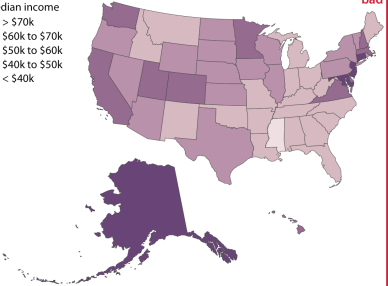 dian income
> $70k
$60k to $70k
$50k to $60k
$40k to $50k
< $40k
bad